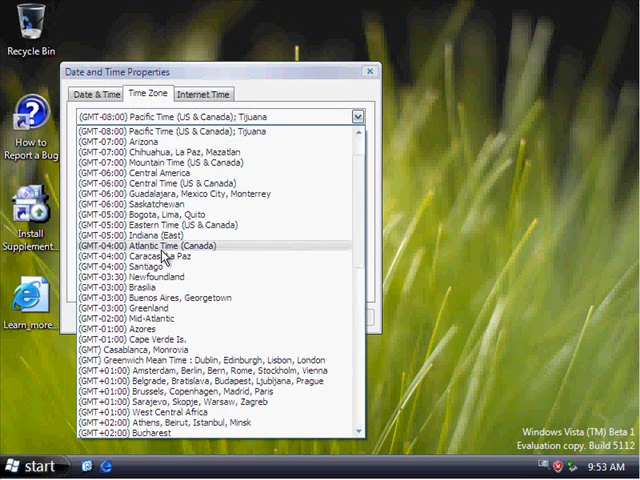 Recycle Bin
How to
Report a Bug
Install
Supplement...
Learn_more...
Date and Time Properties
Date & Time
Time Zone
Internet Time
(GMT-08:00) Pacific Time (US & Canada); Tijuana
(GMT-08:00) Pacific Time (US & Canada); Tijuana
(GMT-07:00) Arizona
(GMT-07:00) Chihuahua, La Paz, Mazatlan
(GMT-07:00) Mountain Time (US & Canada)
(GMT-06:00) Central America
(GMT-06:00) Central Time (US & Canada)
(GMT-06:00) Guadalajara, Mexico City, Monterrey
(GMT-06:00) Saskatchewan
(GMT-05:00) Bogota, Lima, Quito
(GMT-05:00) Eastern Time (US & Canada)
(GMT-05:00) Indiana (East)
(GMT-04:00) Atlantic Time (Canada)
(GMT-04:00) Caracas, La Paz
(GMT-04:00) Santiago
(GMT-03:30) Newfoundland
(GMT-03:00) Brasilia
(GMT-03:00) Buenos Aires, Georgetown
(GMT-03:00) Greenland
(GMT-02:00) Mid-Atlantic
(GMT-01:00) Azores
(GMT-01:00) Cape Verde Is.
(GMT) Casablanca, Monrovia
(GMT) Greenwich Mean Time : Dublin, Edinburgh, Lisbon, London
(GMT+01:00) Amsterdam, Berlin, Bern, Rome, Stockholm, Vienna
(GMT+01:00) Belgrade, Bratislava, Budapest, Ljubljana, Prague
(GMT+01:00) Brussels, Copenhagen, Madrid, Paris
(GMT+01:00) Sarajevo, Skopje, Warsaw, Zagreb
(GMT+01:00) West Central Africa
(GMT+02:00) Athens, Beirut, Istanbul, Minsk
(GMT+02:00) Bucharest
Windows Vista (TM) Beta 1
Evaluation copy. Build 5112
start
9:53 AM